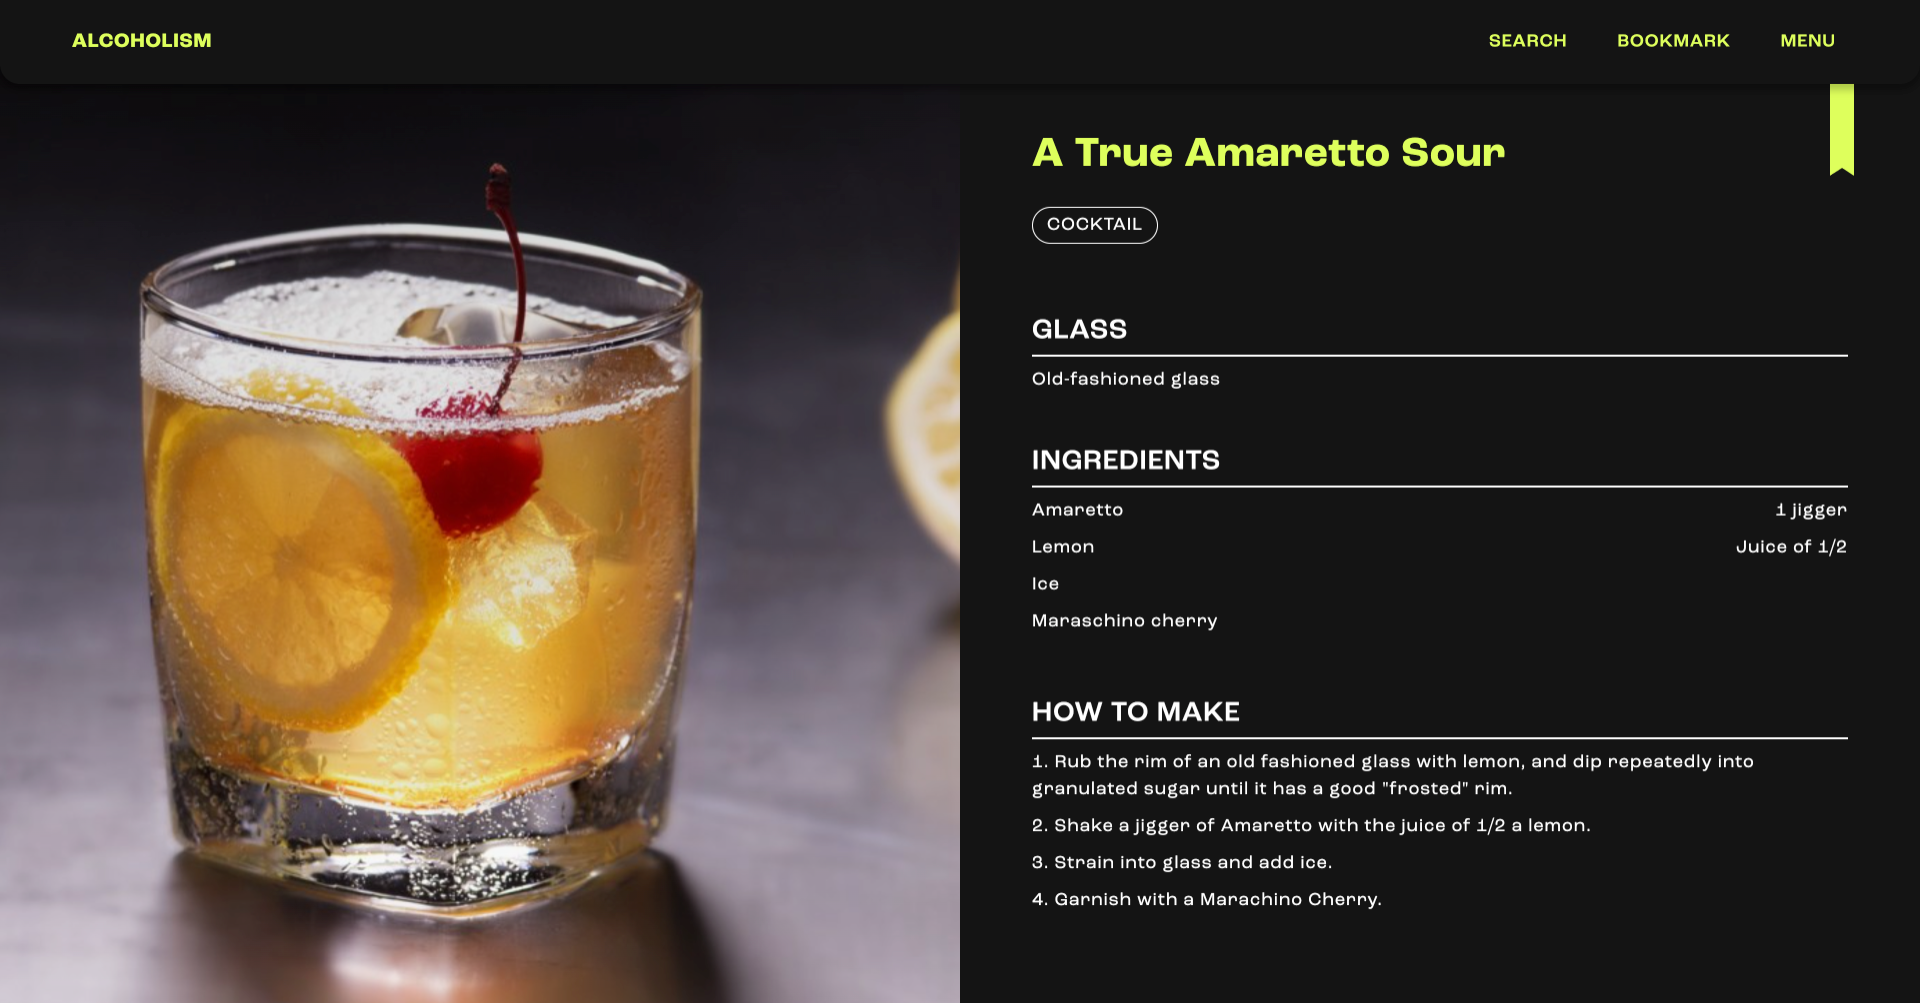 ALCOHOLISM
SEARCH
BOOKMARK
MENU
A True Amaretto Sour
COCKTAIL
GLASS
Old-fashioned glass
INGREDIENTS
Amaretto 1 jigger
Lemon Juice of 1/2
Ice
Maraschino cherry
HOW TO MAKE
1. Rub the rim of an old fashioned glass with lemon, and dip repeatedly into
granulated sugar until it has a good "frosted" rim.
2. Shake a jigger of Amaretto with the juice of 1/2 a lemon.
3. Strain into glass and add ice.
4. Garnish with a Marachino Cherry.